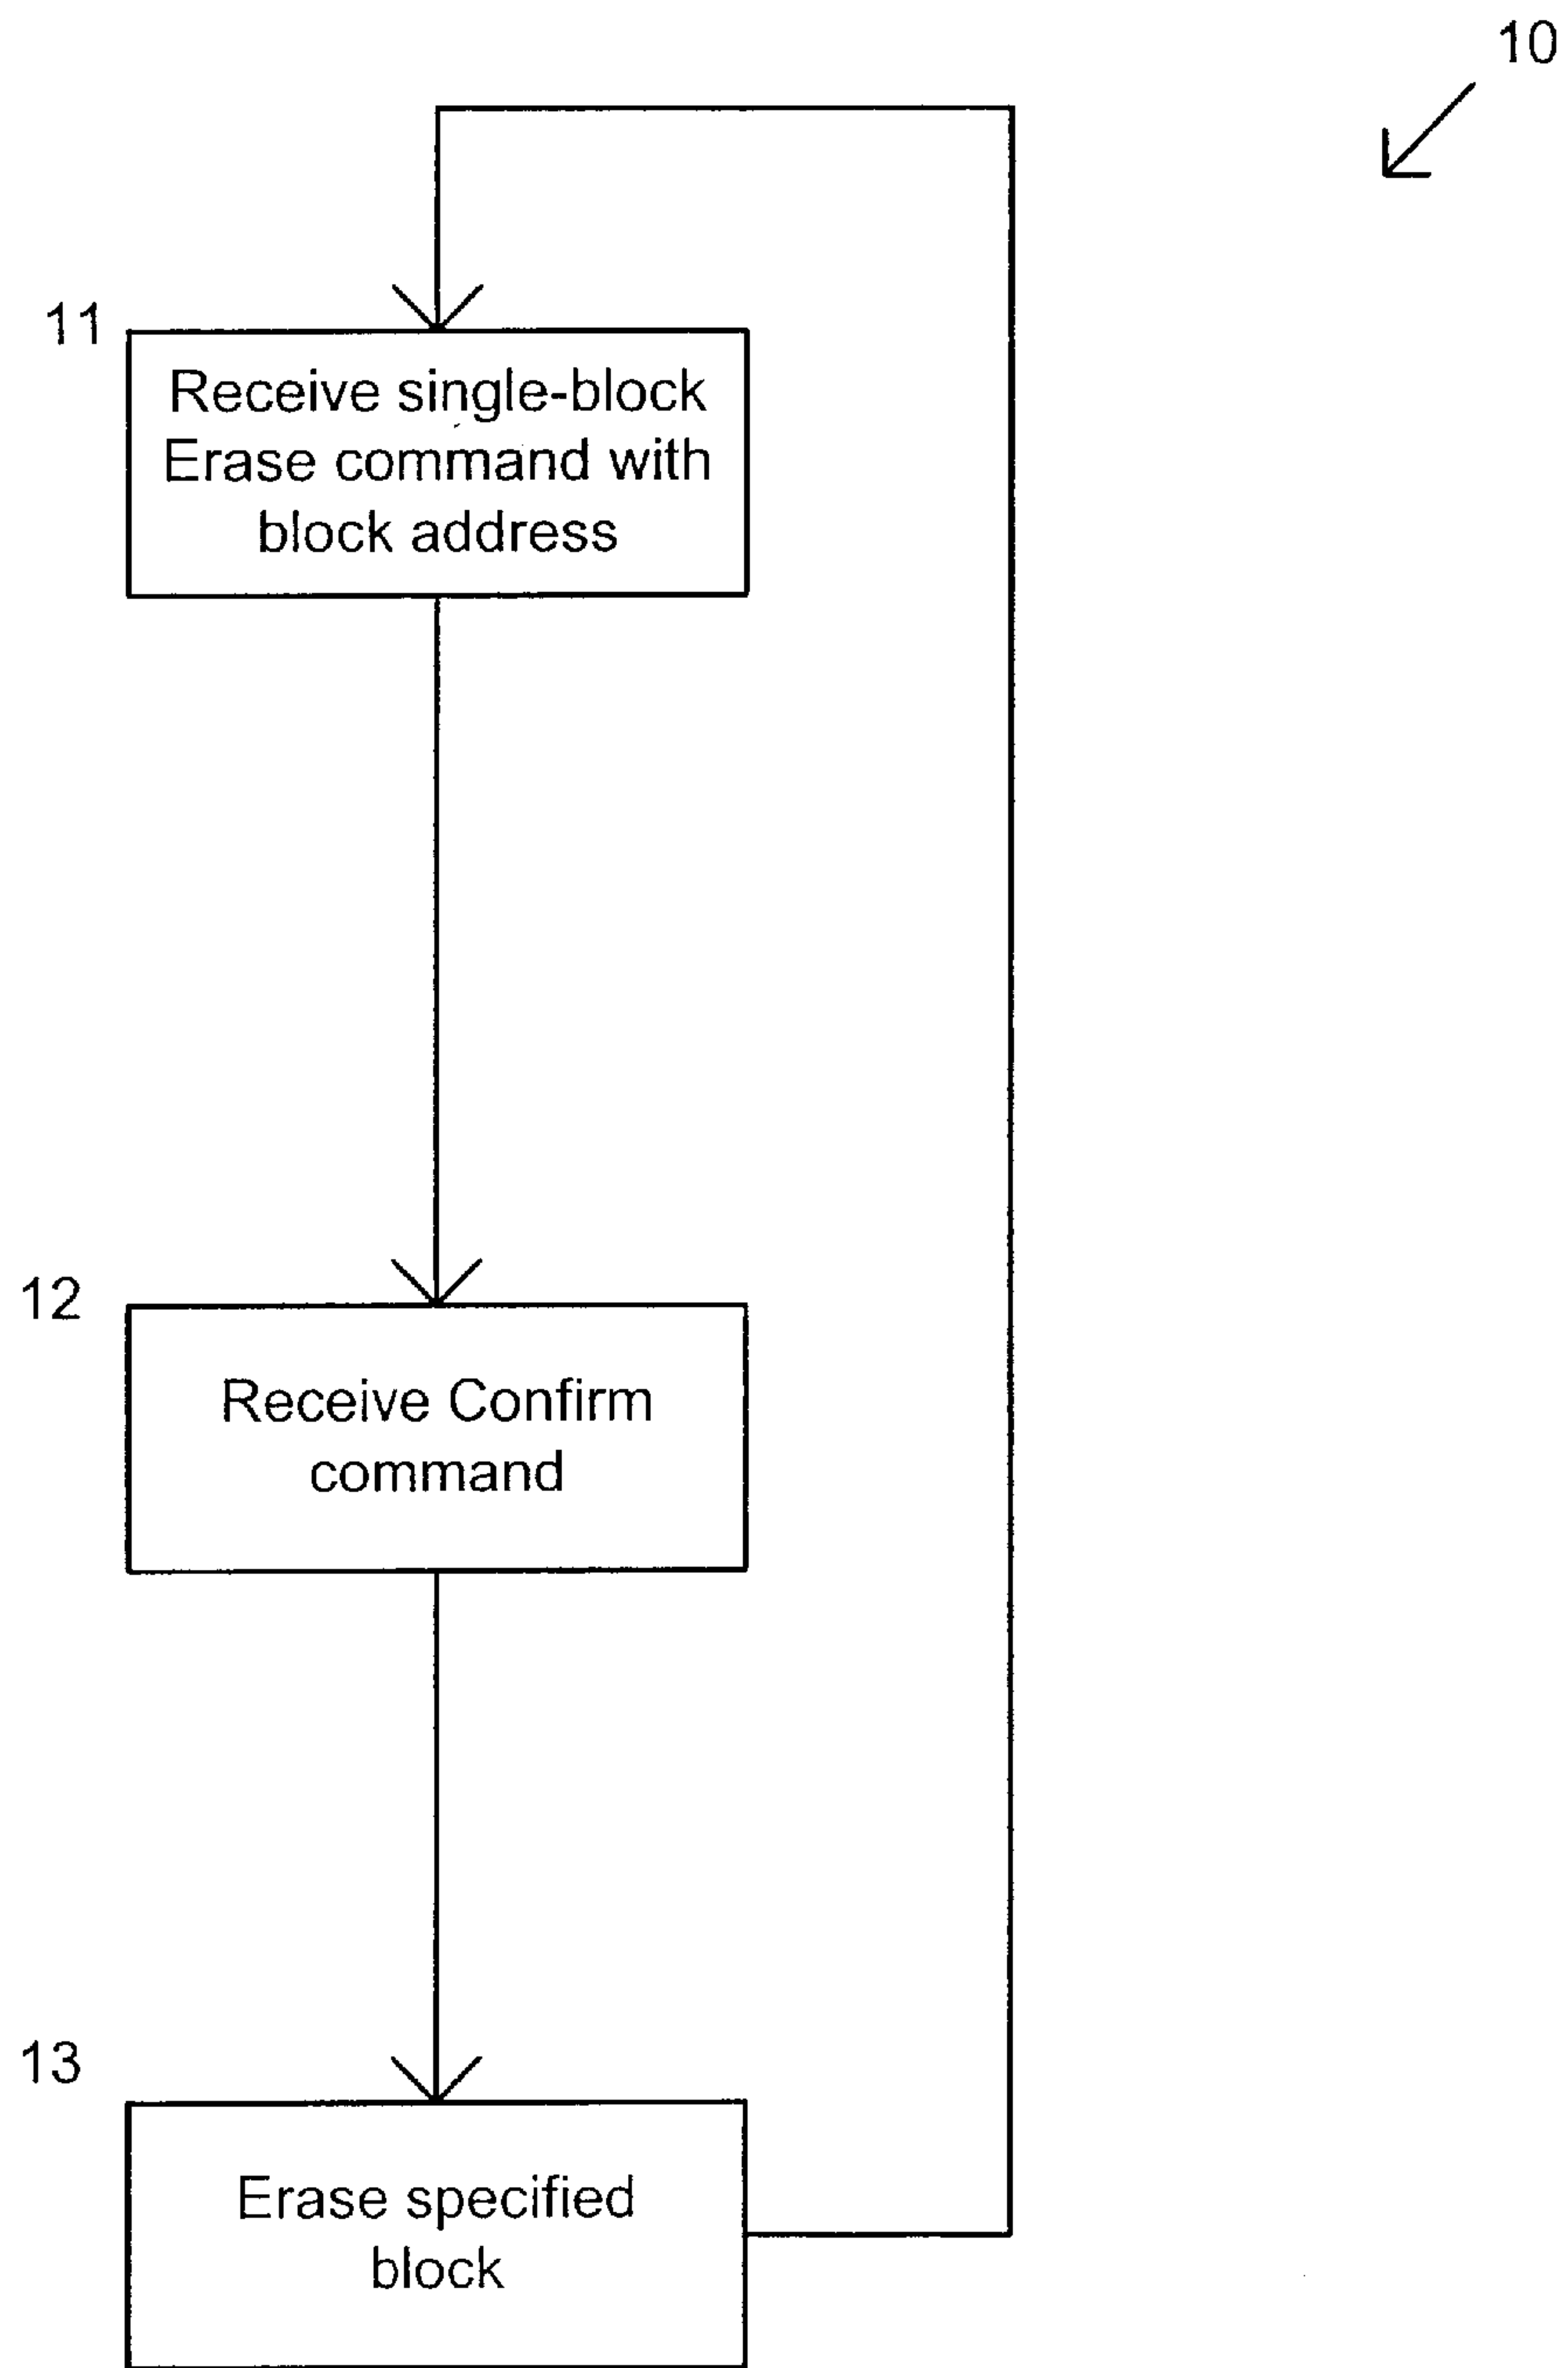 10
11
Receive single-block
Erase command with
block address
12
Receive Confirm
command
13
Erase specified
block